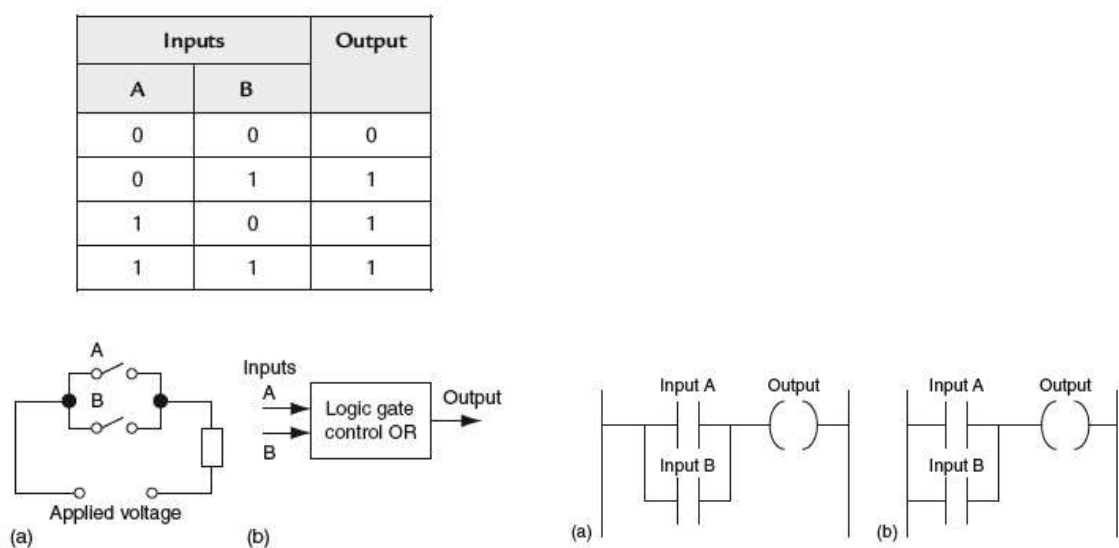 Inputs Output
A B
0 0 0
0 1 1
1 0 1
1 1 1
A
B
Applied voltage
(a)
Inputs
A
B
Logic gate
control OR
Output
(b)
Input A Output
Input B
(a)
Input A Output
Input B
(b)